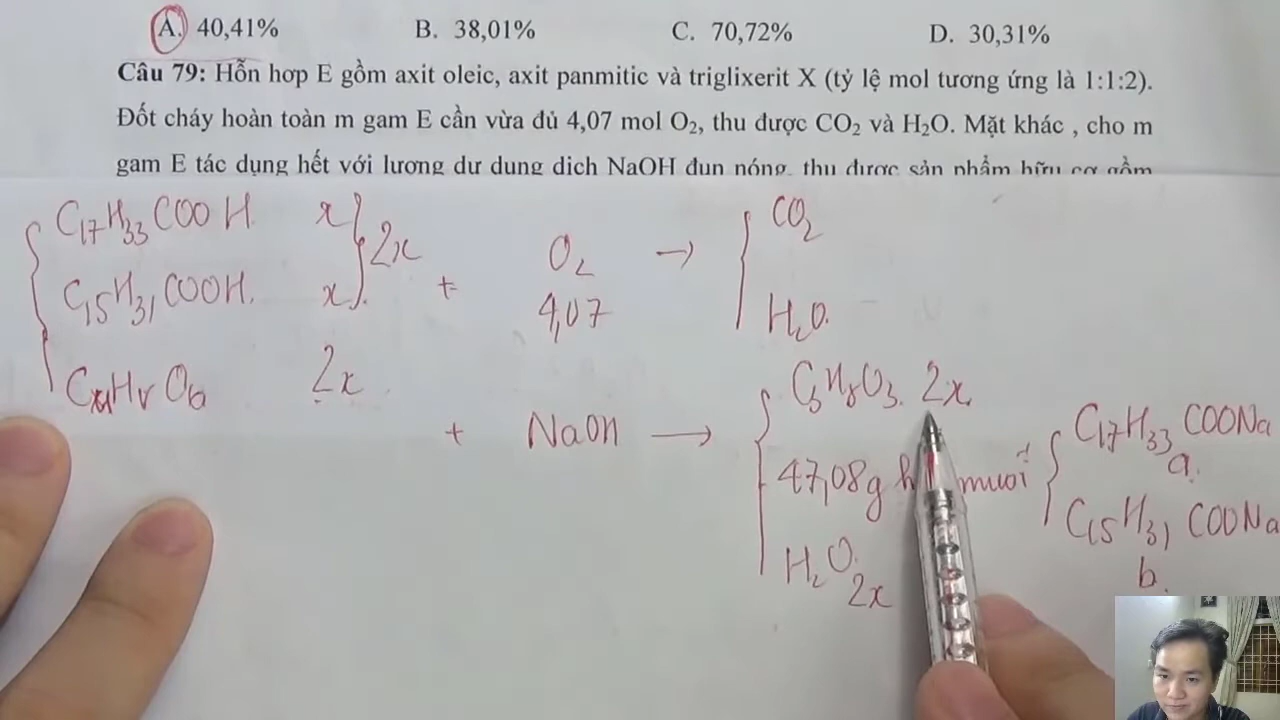 A. 40,41% B. 38,01% C. 70,72% D. 30,31%
Câu 79: Hỗn hơp E gồm axit oleic, axit panmitic và triglixerit X (tỷ lệ mol tương ứng là 1:1:2).
Đốt cháy hoàn toàn m gam E cần vừa đủ 4,07 mol O₂, thu được CO₂ và H₂O. Mặt khác , cho m
gam E tác dụng hết với lượng dư dung dịch NaOH đun nóng, thu được sản phẩm hữu cơ gồm
C₁₇H₃₃COOH x
2x
C₁₅H₃₁COOH. x
+ O₂ → CO₂
4,07 H₂O.
O₆ 2x
+ NaOH → C₃H₈O₃. 2x
47,08g muối
C₁₇H₃₃COONa
a.
C₁₅H₃₁COONa
b.
H₂O.
2x